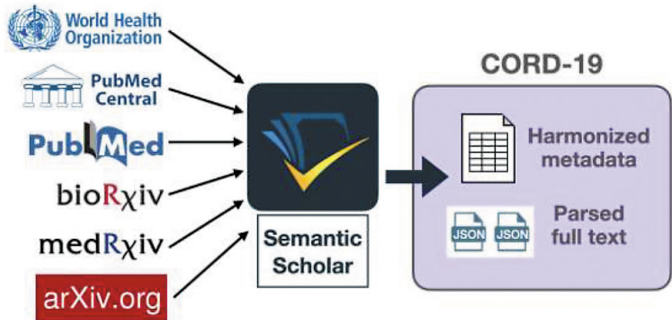 World Health
Organization
PubMed
Central
PubMed
bioRχiv
medRχiv
arXiv.org
Semantic
Scholar
CORD-19
Harmonized
metadata
JSON JSON
Parsed
full text